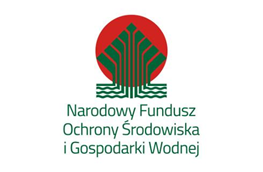 Narodowy Fundusz
Ochrony Środowiska
i Gospodarki Wodnej